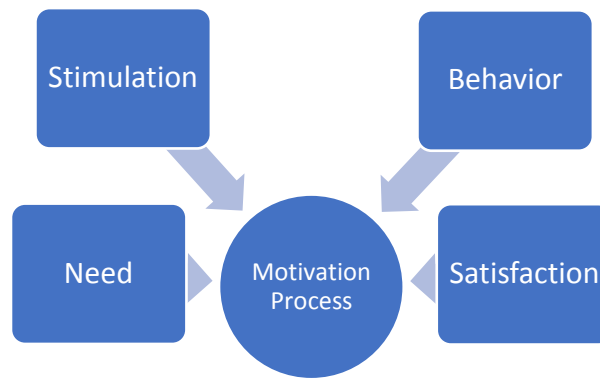 Stimulation
Behavior
Need
Motivation
Process
Satisfaction